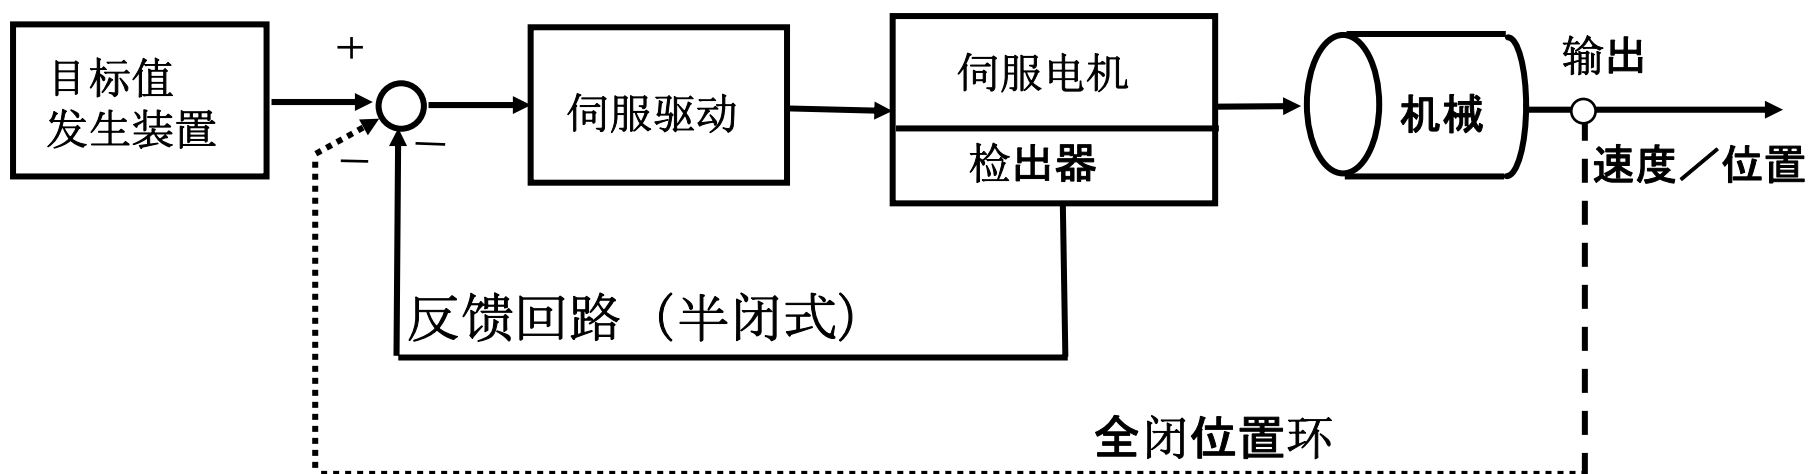 目标值
发生装置
+
−
−
伺服驱动
伺服电机
检出器
机械
输出
速度／位置
反馈回路（半闭式）
全闭位置环